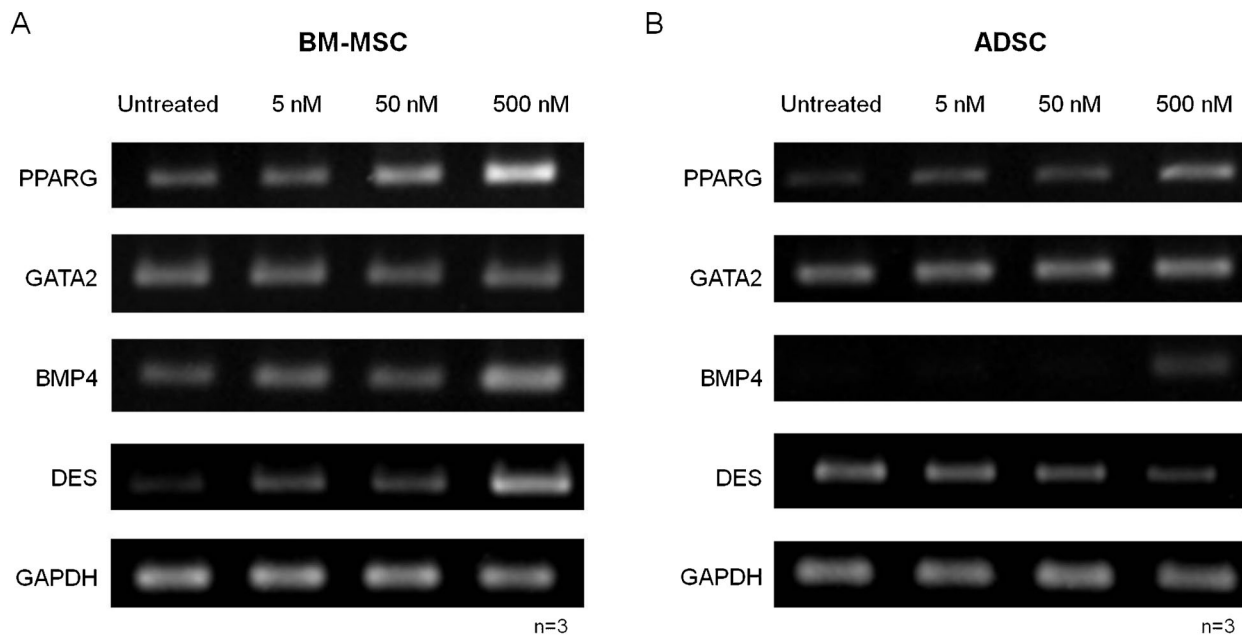 A
BM-MSC
Untreated 5 nM 50 nM 500 nM
PPARG
GATA2
BMP4
DES
GAPDH
n=3
B
ADSC
Untreated 5 nM 50 nM 500 nM
PPARG
GATA2
BMP4
DES
GAPDH
n=3